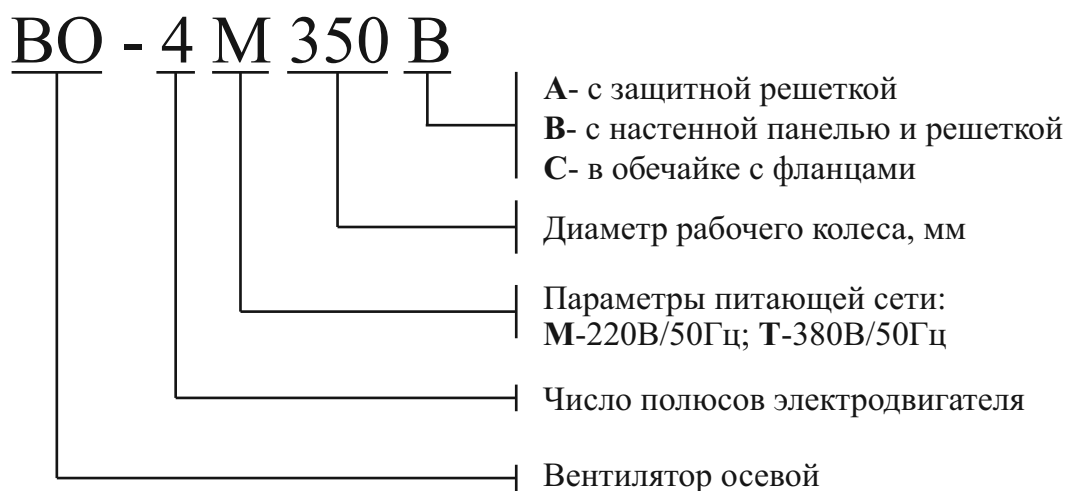 ВО - 4 М 350 В
А- с защитной решеткой
В- с настенной панелью и решеткой
С- в обечайке с фланцами
Диаметр рабочего колеса, мм
Параметры питающей сети:
М-220В/50Гц; Т-380В/50Гц
Число полюсов электродвигателя
Вентилятор осевой